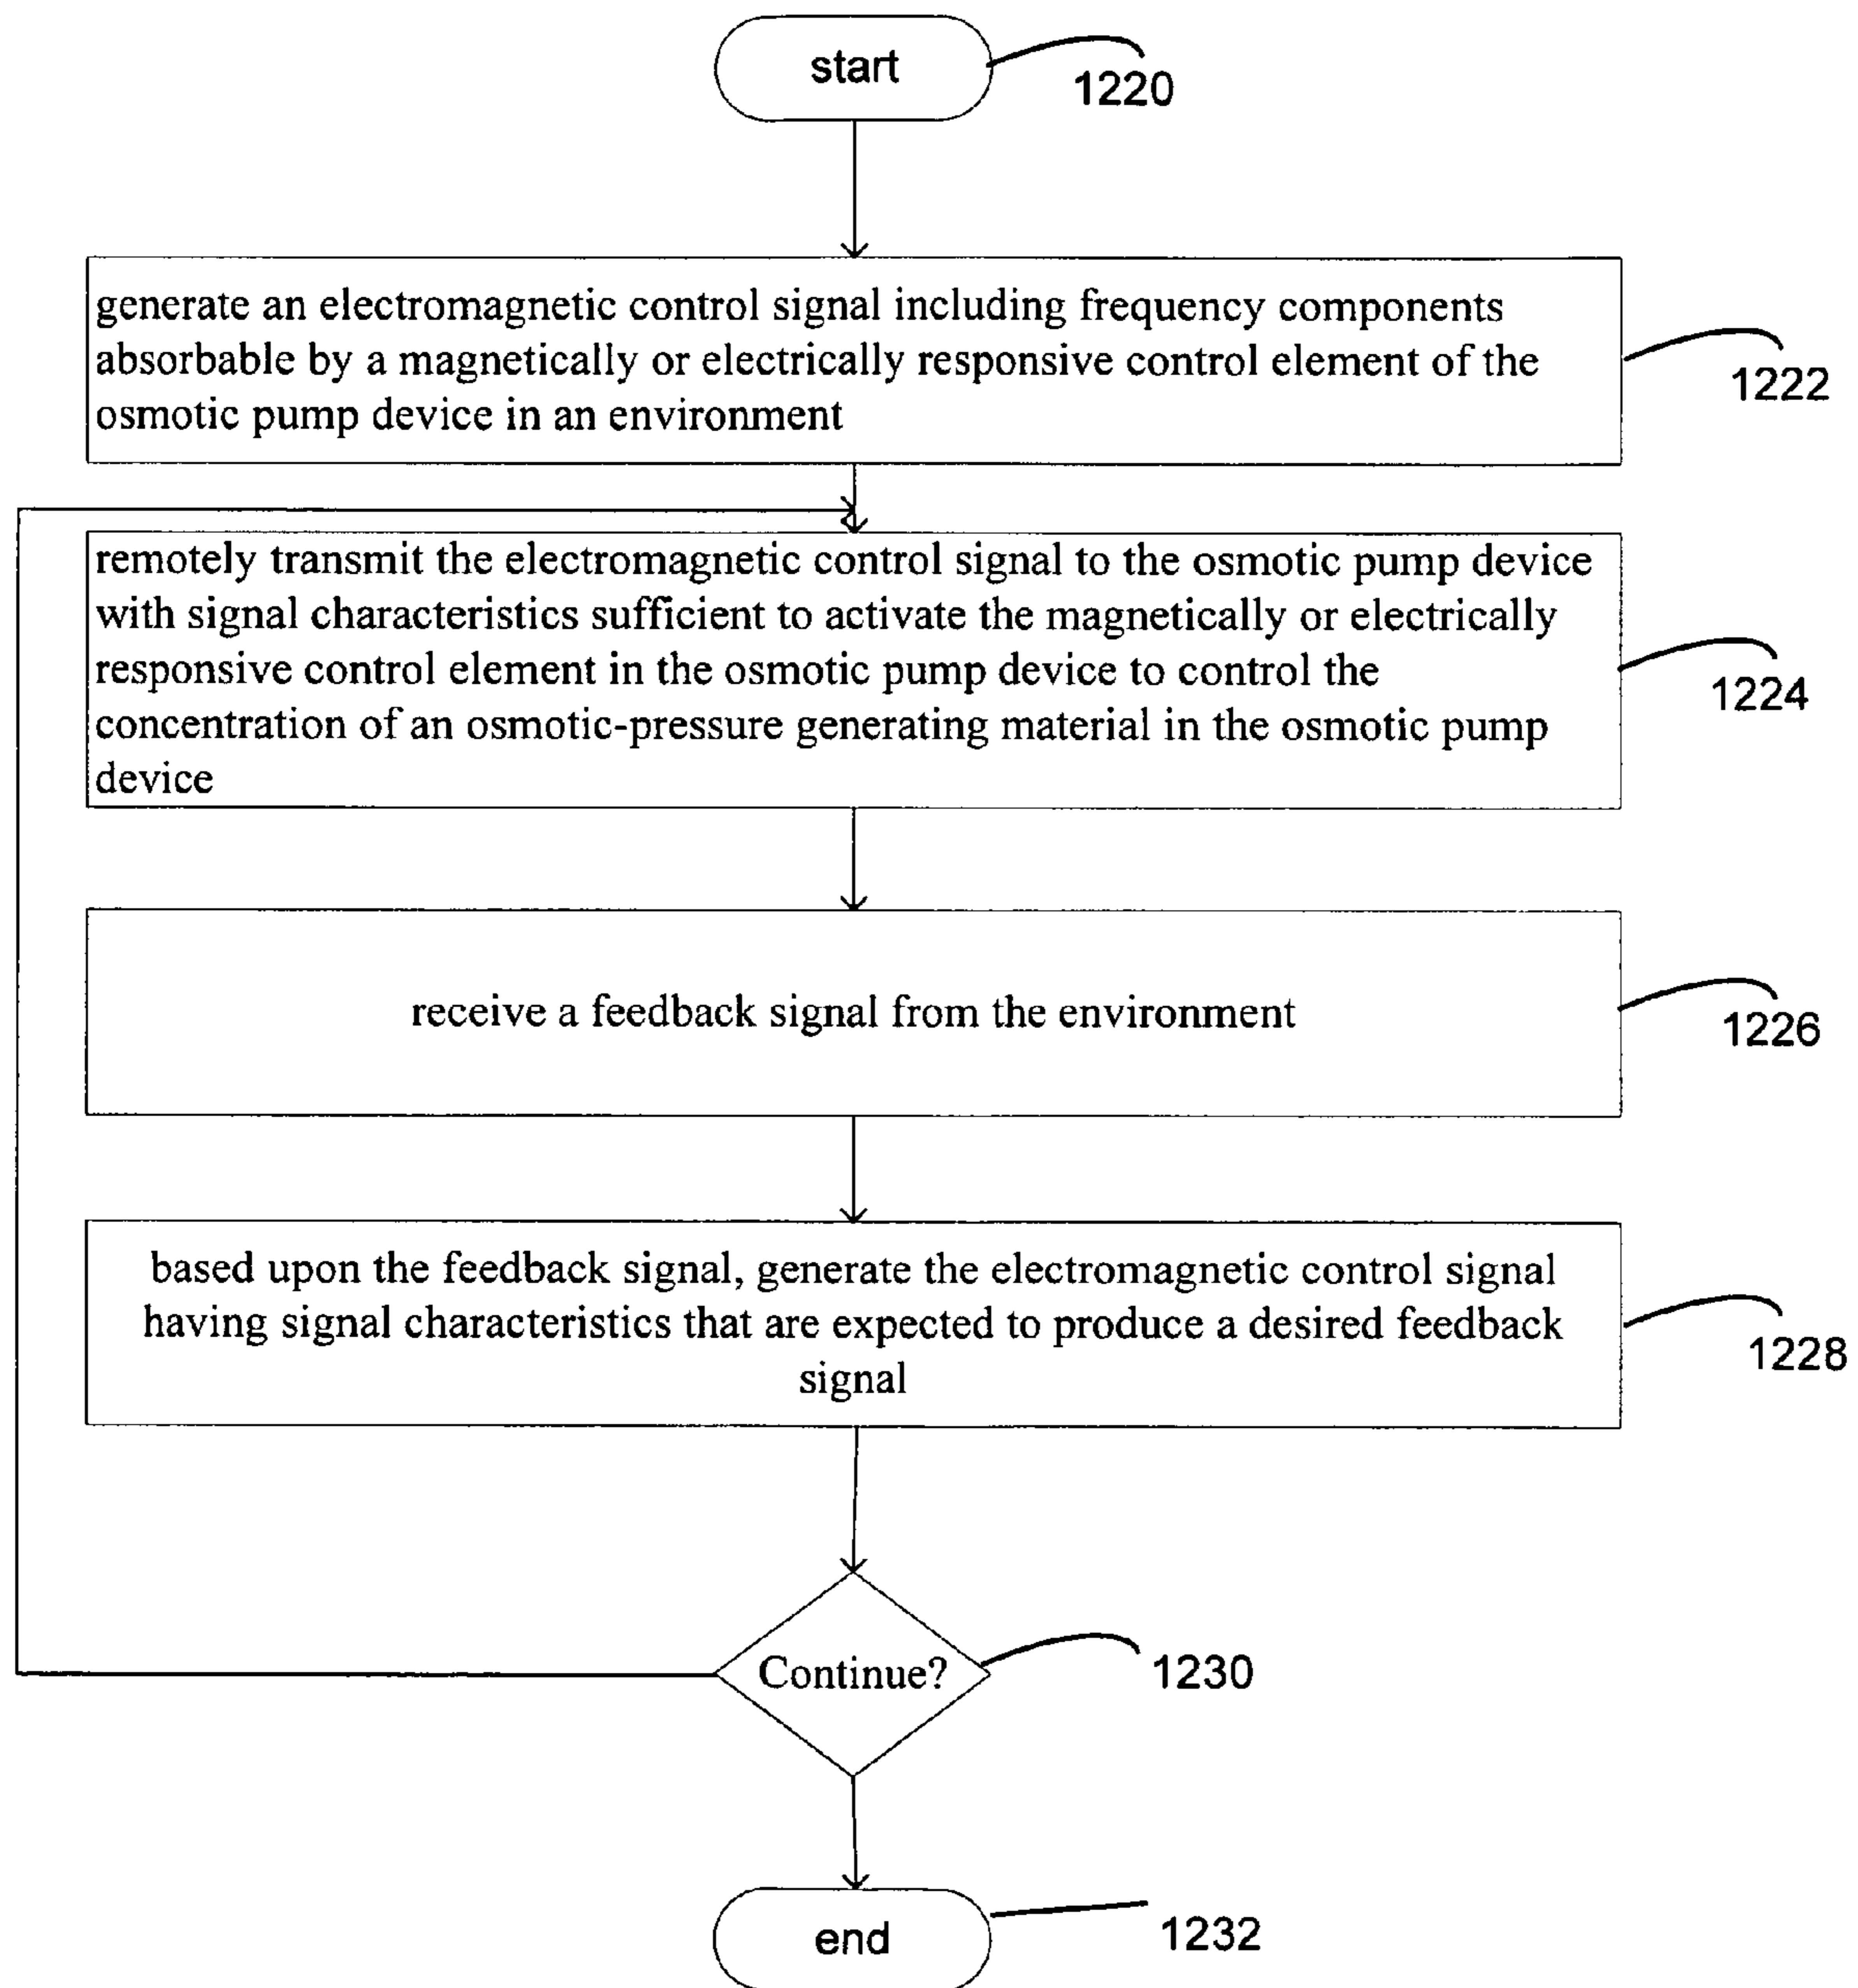 start
1220
generate an electromagnetic control signal including frequency components
absorbable by a magnetically or electrically responsive control element of the
osmotic pump device in an environment
1222
remotely transmit the electromagnetic control signal to the osmotic pump device
with signal characteristics sufficient to activate the magnetically or electrically
responsive control element in the osmotic pump device to control the
concentration of an osmotic-pressure generating material in the osmotic pump
device
1224
receive a feedback signal from the environment
1226
based upon the feedback signal, generate the electromagnetic control signal
having signal characteristics that are expected to produce a desired feedback
signal
1228
Continue?
1230
end
1232